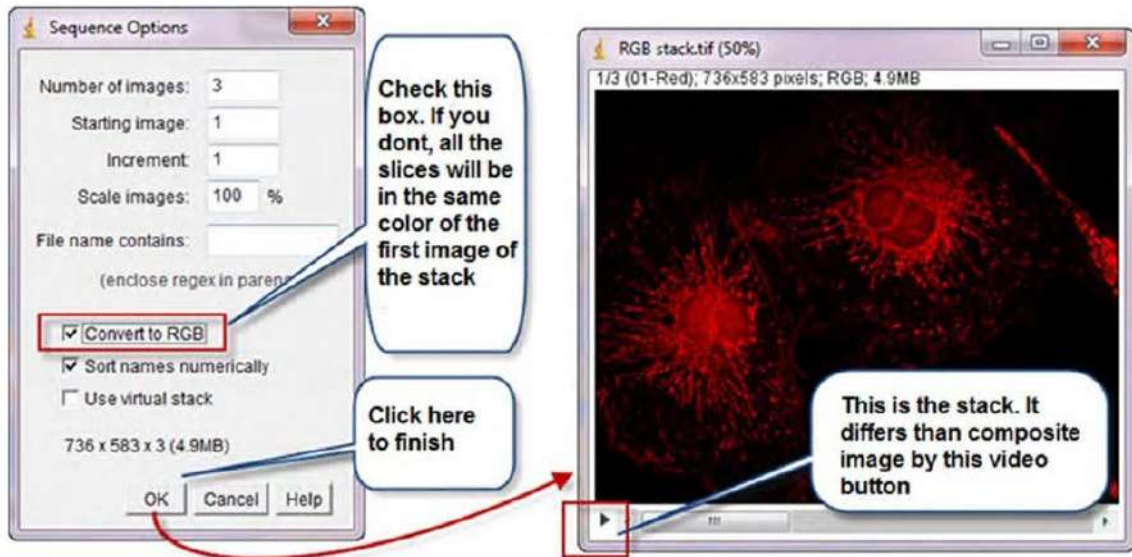 Sequence Options
Number of images: 3
Starting image: 1
Increment: 1
Scale images: 100 %
File name contains:
(enclose regex in paren
Convert to RGB
Sort names numerically
Use virtual stack
736 x 583 x 3 (4.9MB)
OK Cancel Help
Check this
box. If you
dont, all the
slices will be
in the same
color of the
first image of
the stack
Click here
to finish
RGB stack.tif (50%)
1/3 (01-Red); 736x583 pixels; RGB; 4.9MB
This is the stack. It
differs than composite
image by this video
button